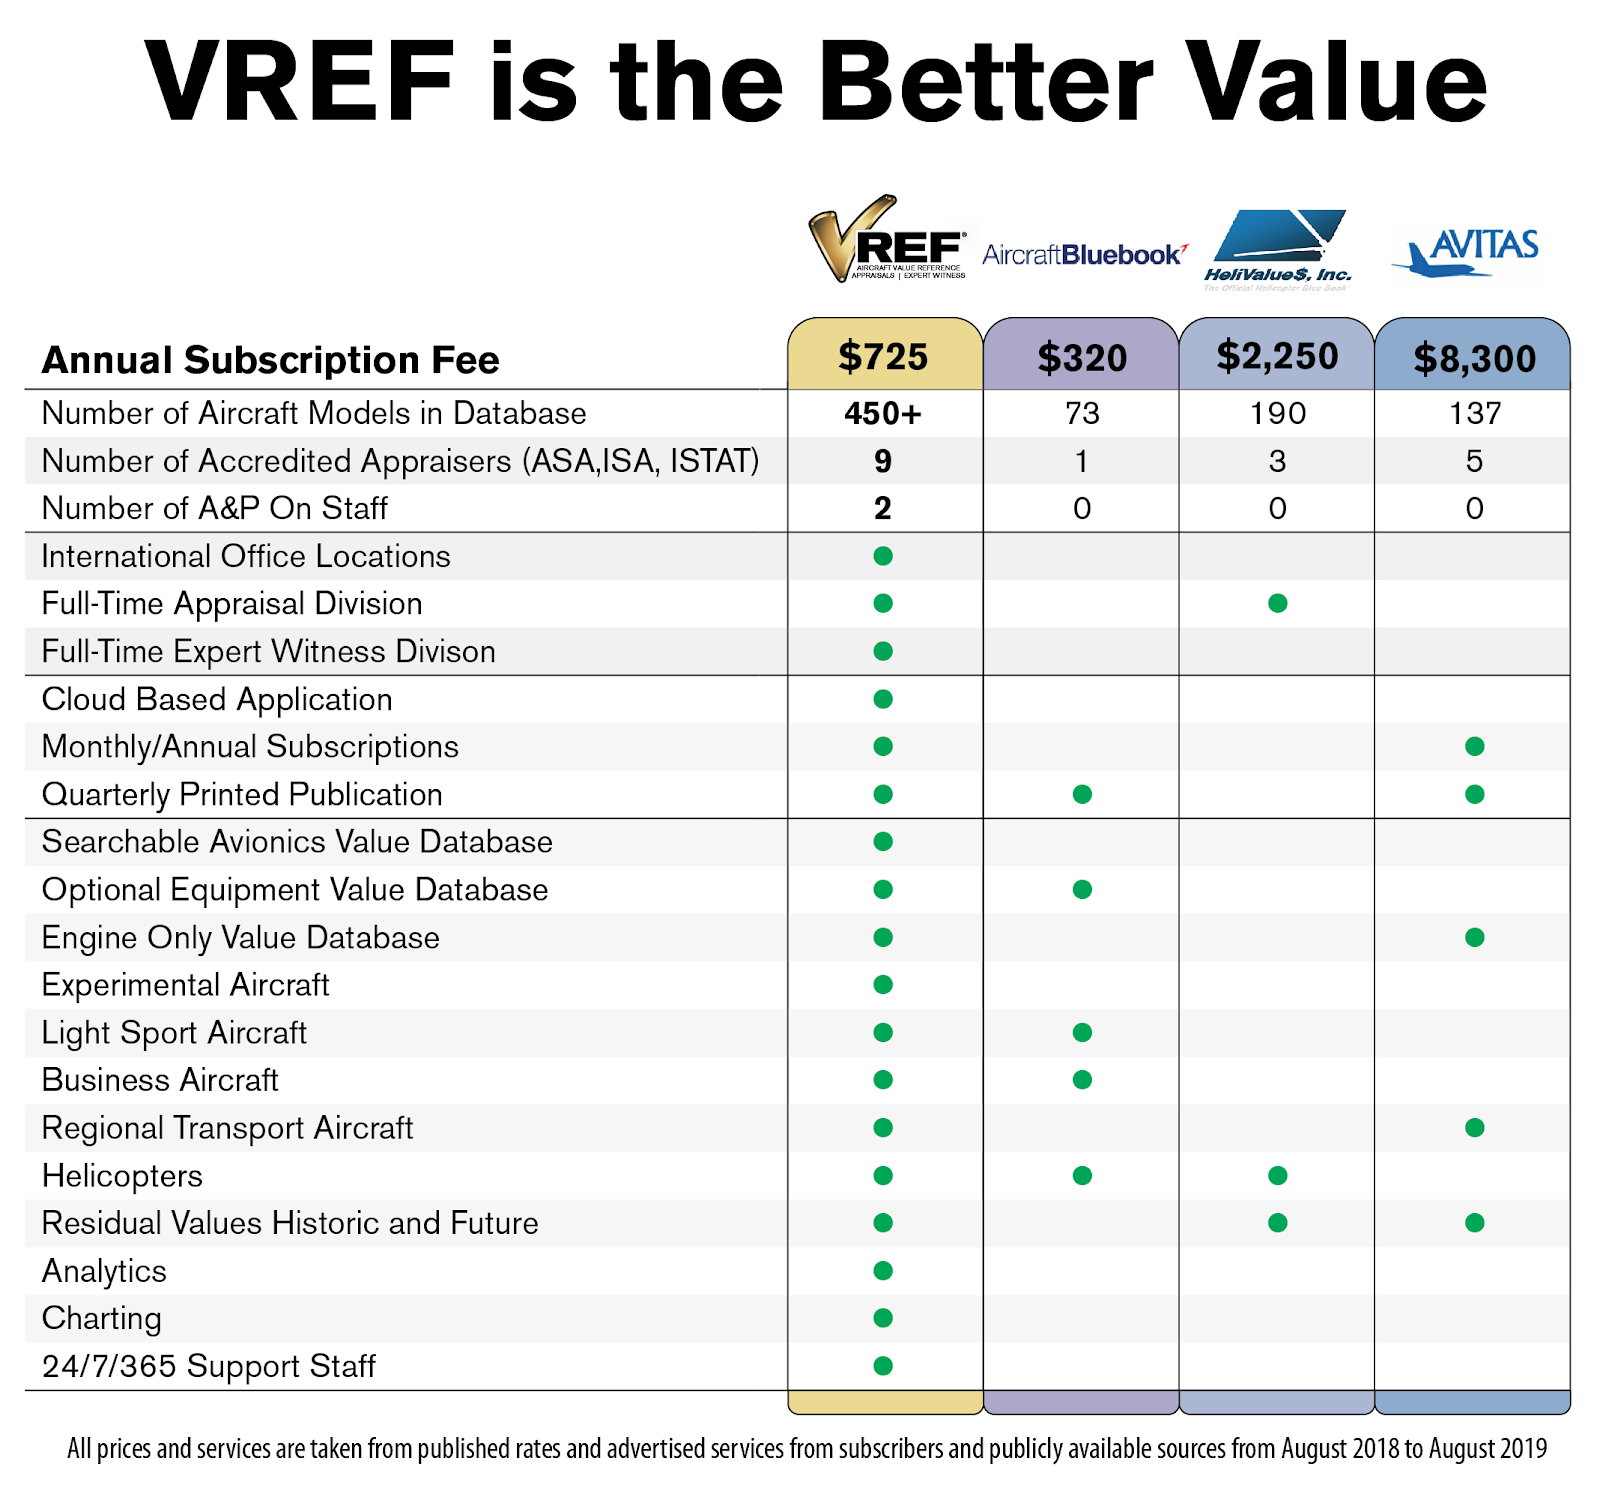 VREF is the Better Value
VREF®
AIRCRAFT VALUE REFERENCE
APPRAISALS | EXPERT WITNESS
AircraftBluebook
HeliValue$, Inc.
The Official Helicopter Blue Book®
AVITAS
Annual Subscription Fee $725 $320 $2,250 $8,300
Number of Aircraft Models in Database 450+ 73 190 137
Number of Accredited Appraisers (ASA,ISA, ISTAT) 9 1 3 5
Number of A&P On Staff 2 0 0 0
International Office Locations
Full-Time Appraisal Division
Full-Time Expert Witness Divison
Cloud Based Application
Monthly/Annual Subscriptions
Quarterly Printed Publication
Searchable Avionics Value Database
Optional Equipment Value Database
Engine Only Value Database
Experimental Aircraft
Light Sport Aircraft
Business Aircraft
Regional Transport Aircraft
Helicopters
Residual Values Historic and Future
Analytics
Charting
24/7/365 Support Staff
All prices and services are taken from published rates and advertised services from subscribers and publicly available sources from August 2018 to August 2019